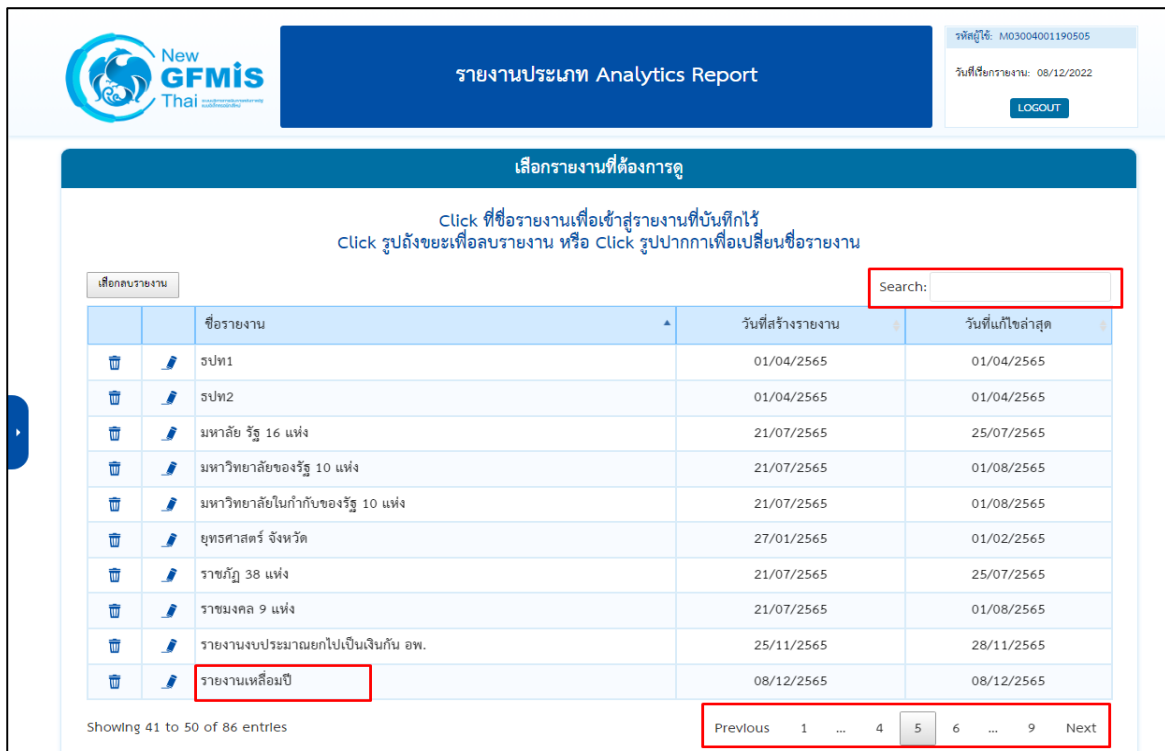 New
GFMIS
Thai
รายงานประเภท Analytics Report
รหัสผู้ใช้: M03004001190505
วันที่เรียกรายงาน: 08/12/2022
LOGOUT
เลือกรายงานที่ต้องการดู
Click ที่ชื่อรายงานเพื่อเข้าสู่รายงานที่บันทึกไว้
Click รูปถังขยะเพื่อลบรายงาน หรือ Click รูปปากกาเพื่อเปลี่ยนชื่อรายงาน
เลือกลบรายงาน
Search:
ชื่อรายงาน วันที่สร้างรายงาน วันที่แก้ไขล่าสุด
ธปท1 01/04/2565 01/04/2565
ธปท2 01/04/2565 01/04/2565
มหาลัย รัฐ 16 แห่ง 21/07/2565 25/07/2565
มหาวิทยาลัยของรัฐ 10 แห่ง 21/07/2565 01/08/2565
มหาวิทยาลัยในกำกับของรัฐ 10 แห่ง 21/07/2565 01/08/2565
ยุทธศาสตร์ จังหวัด 27/01/2565 01/02/2565
ราชภัฏ 38 แห่ง 21/07/2565 25/07/2565
ราชมงคล 9 แห่ง 21/07/2565 01/08/2565
รายงานงบประมาณยกไปเป็นเงินกัน อพ. 25/11/2565 28/11/2565
รายงานเหลื่อมปี 08/12/2565 08/12/2565
Showing 41 to 50 of 86 entries
Previous 1 ... 4 5 6 ... 9 Next